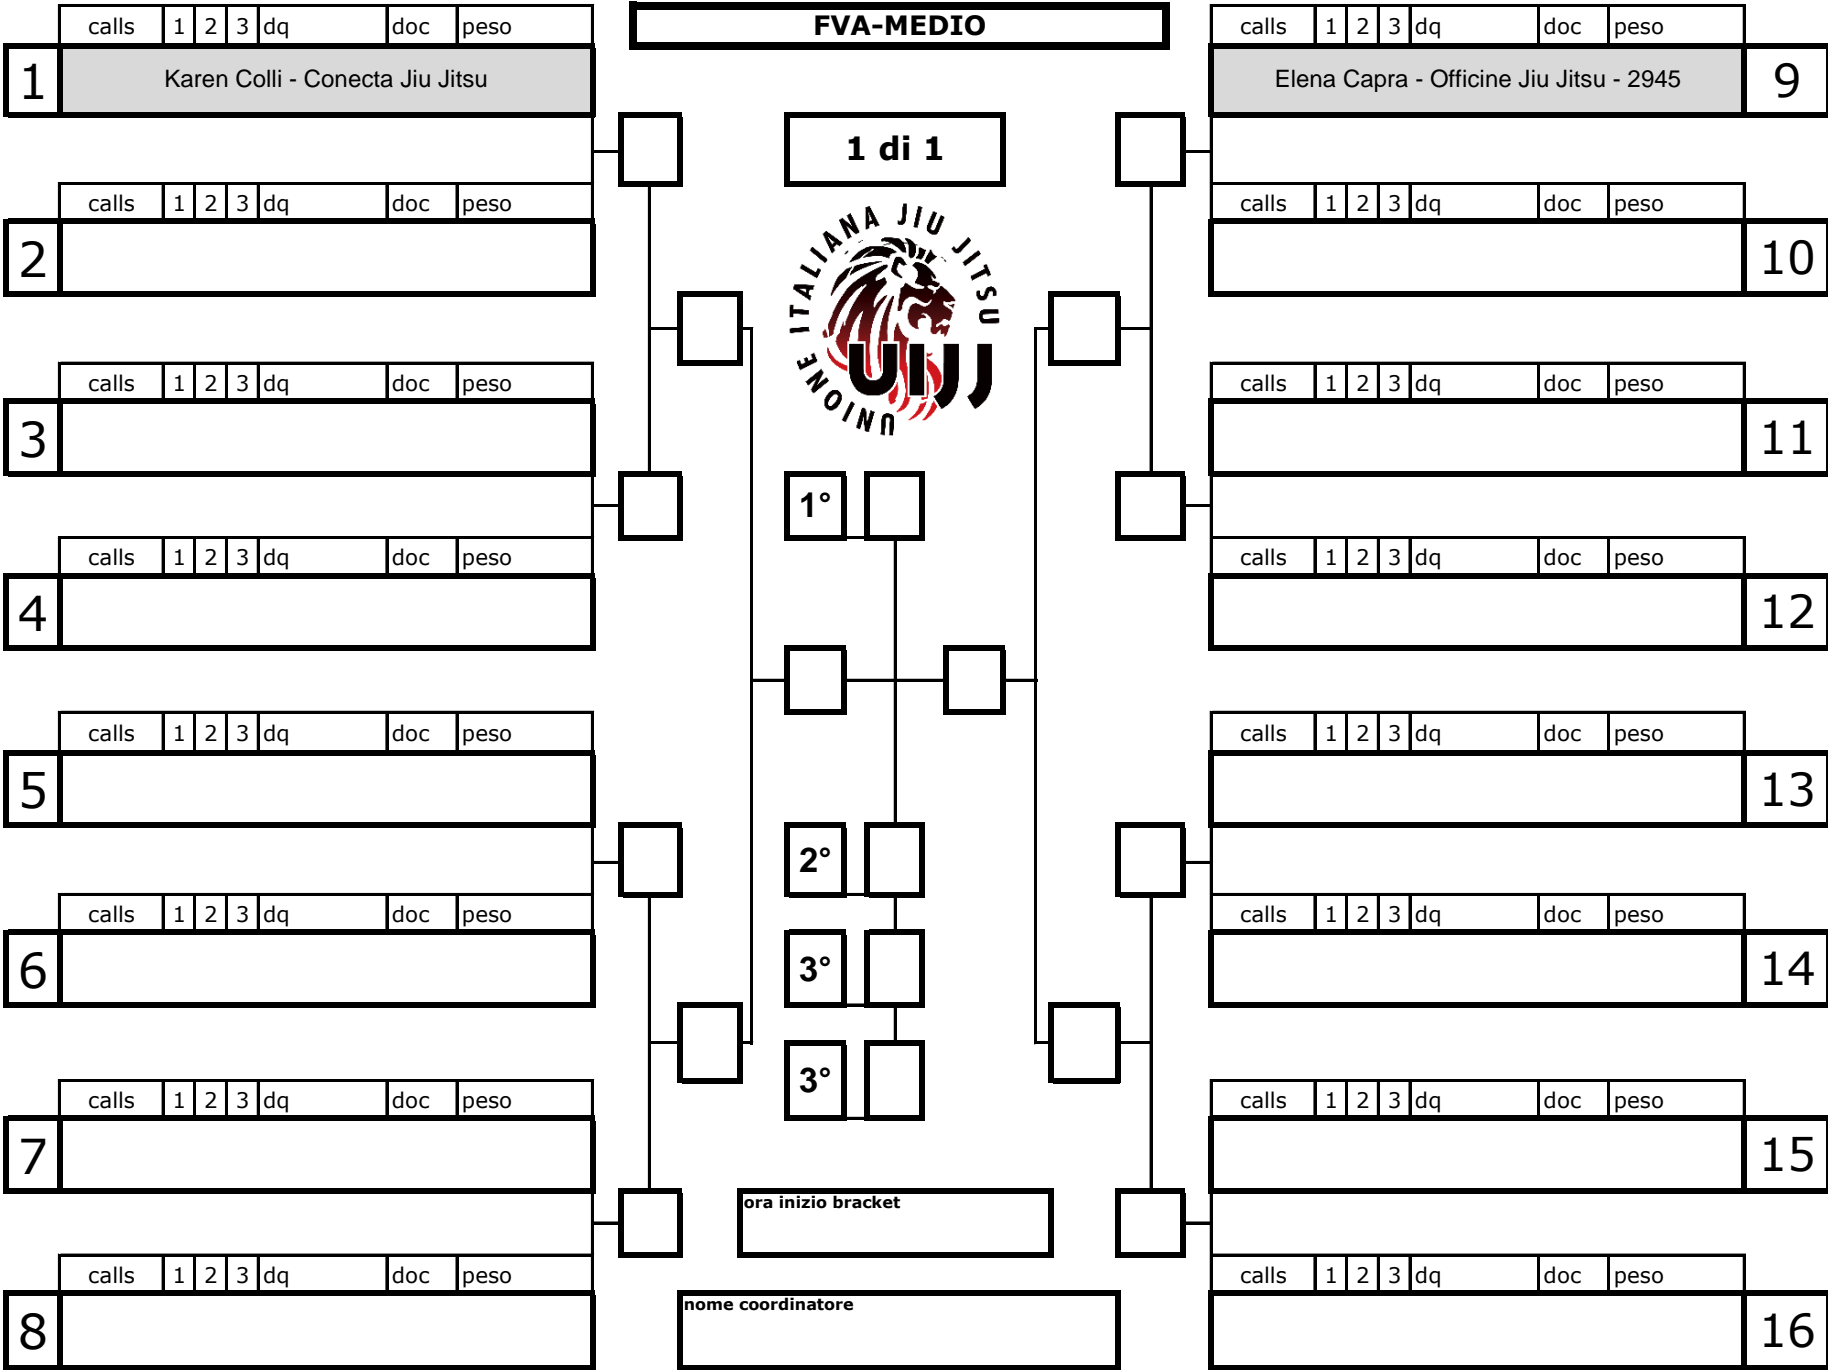 FVA-MEDIO
1 di 1
calls 1 2 3 dq doc peso
1 Karen Colli - Conecta Jiu Jitsu
calls 1 2 3 dq doc peso
2
calls 1 2 3 dq doc peso
3
calls 1 2 3 dq doc peso
4
calls 1 2 3 dq doc peso
5
calls 1 2 3 dq doc peso
6
calls 1 2 3 dq doc peso
7
calls 1 2 3 dq doc peso
8
UNIONE ITALIANA JIU JITSU
UIJJ
1°
2°
3°
3°
ora inizio bracket
nome coordinatore
calls 1 2 3 dq doc peso
Elena Capra - Officine Jiu Jitsu - 2945 9
calls 1 2 3 dq doc peso
10
calls 1 2 3 dq doc peso
11
calls 1 2 3 dq doc peso
12
calls 1 2 3 dq doc peso
13
calls 1 2 3 dq doc peso
14
calls 1 2 3 dq doc peso
15
calls 1 2 3 dq doc peso
16